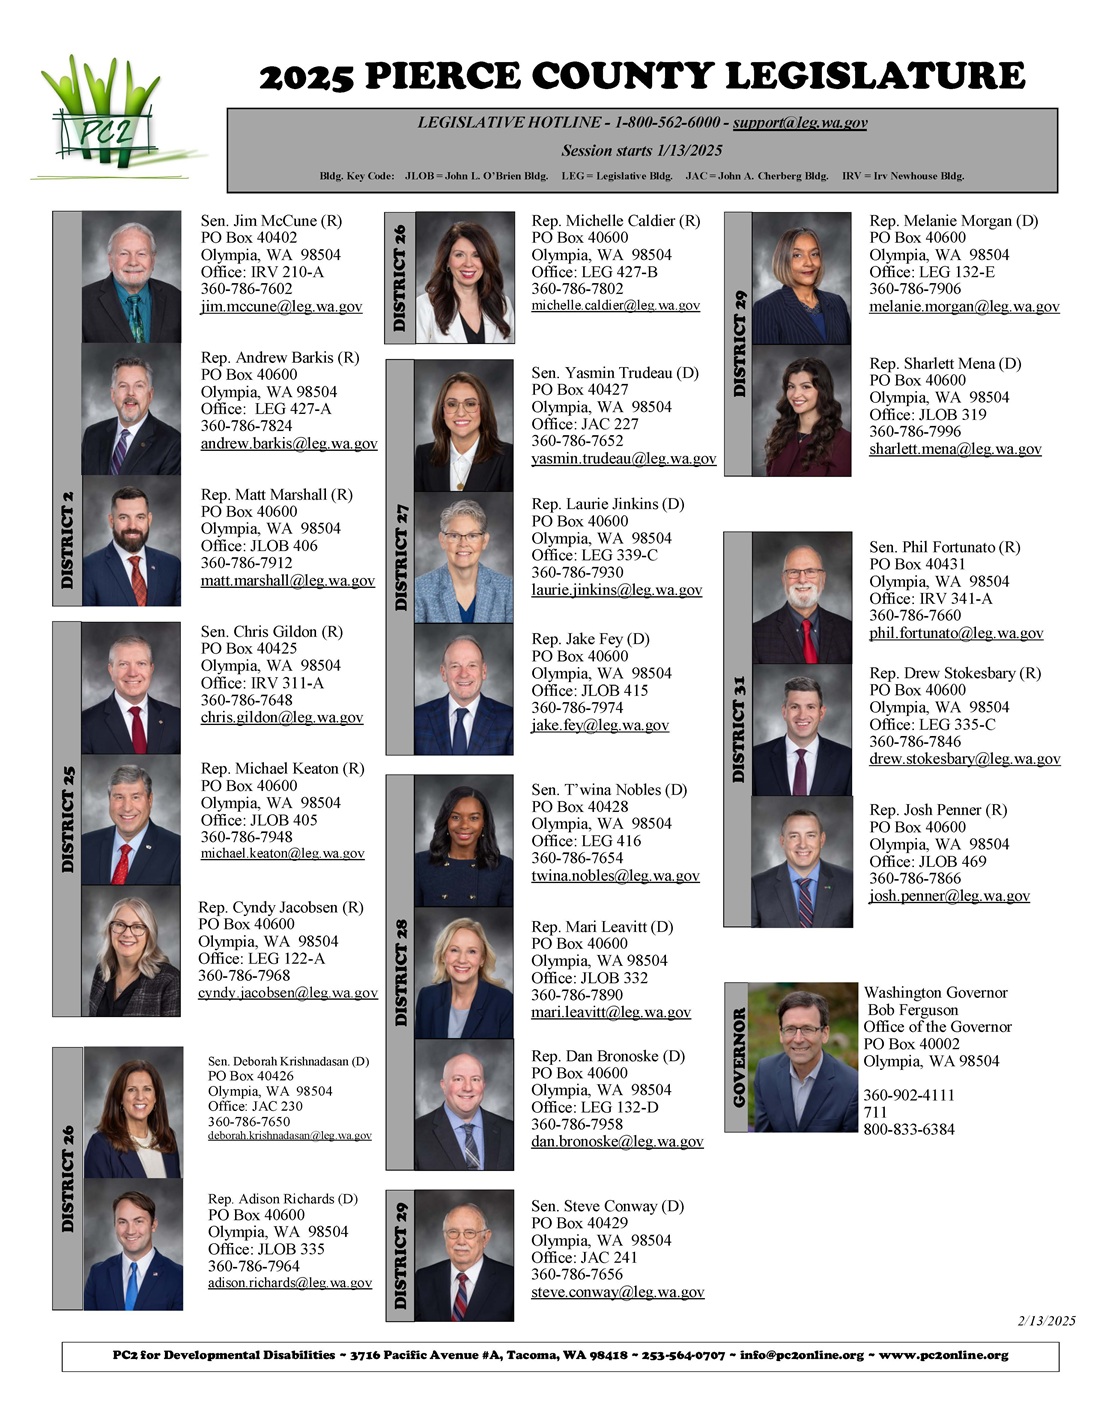 PC2
2025 PIERCE COUNTY LEGISLATURE
LEGISLATIVE HOTLINE - 1-800-562-6000 - support@leg.wa.gov
Session starts 1/13/2025
Bldg. Key Code: JLOB = John L. O'Brien Bldg. LEG = Legislative Bldg. JAC = John A. Cherberg Bldg. IRV = Irv Newhouse Bldg.
DISTRICT 2
Sen. Jim McCune (R)
PO Box 40402
Olympia, WA 98504
Office: IRV 210-A
360-786-7602
jim.mccune@leg.wa.gov
Rep. Andrew Barkis (R)
PO Box 40600
Olympia, WA 98504
Office: LEG 427-A
360-786-7824
andrew.barkis@leg.wa.gov
Rep. Matt Marshall (R)
PO Box 40600
Olympia, WA 98504
Office: JLOB 406
360-786-7912
matt.marshall@leg.wa.gov
DISTRICT 25
Sen. Chris Gildon (R)
PO Box 40425
Olympia, WA 98504
Office: IRV 311-A
360-786-7648
chris.gildon@leg.wa.gov
Rep. Michael Keaton (R)
PO Box 40600
Olympia, WA 98504
Office: JLOB 405
360-786-7948
michael.keaton@leg.wa.gov
Rep. Cyndy Jacobsen (R)
PO Box 40600
Olympia, WA 98504
Office: LEG 122-A
360-786-7968
cyndy.jacobsen@leg.wa.gov
DISTRICT 26
Sen. Deborah Krishnadasan (D)
PO Box 40426
Olympia, WA 98504
Office: JAC 230
360-786-7650
deborah.krishnadasan@leg.wa.gov
Rep. Adison Richards (D)
PO Box 40600
Olympia, WA 98504
Office: JLOB 335
360-786-7964
adison.richards@leg.wa.gov
DISTRICT 26
Rep. Michelle Caldier (R)
PO Box 40600
Olympia, WA 98504
Office: LEG 427-B
360-786-7802
michelle.caldier@leg.wa.gov
DISTRICT 27
Sen. Yasmin Trudeau (D)
PO Box 40427
Olympia, WA 98504
Office: JAC 227
360-786-7652
yasmin.trudeau@leg.wa.gov
Rep. Laurie Jinkins (D)
PO Box 40600
Olympia, WA 98504
Office: LEG 339-C
360-786-7930
laurie.jinkins@leg.wa.gov
Rep. Jake Fey (D)
PO Box 40600
Olympia, WA 98504
Office: JLOB 415
360-786-7974
jake.fey@leg.wa.gov
DISTRICT 28
Sen. T'wina Nobles (D)
PO Box 40428
Olympia, WA 98504
Office: LEG 416
360-786-7654
twina.nobles@leg.wa.gov
Rep. Mari Leavitt (D)
PO Box 40600
Olympia, WA 98504
Office: JLOB 332
360-786-7890
mari.leavitt@leg.wa.gov
Rep. Dan Bronoske (D)
PO Box 40600
Olympia, WA 98504
Office: LEG 132-D
360-786-7958
dan.bronoske@leg.wa.gov
DISTRICT 29
Sen. Steve Conway (D)
PO Box 40429
Olympia, WA 98504
Office: JAC 241
360-786-7656
steve.conway@leg.wa.gov
DISTRICT 29
Rep. Melanie Morgan (D)
PO Box 40600
Olympia, WA 98504
Office: LEG 132-E
360-786-7906
melanie.morgan@leg.wa.gov
Rep. Sharlett Mena (D)
PO Box 40600
Olympia, WA 98504
Office: JLOB 319
360-786-7996
sharlett.mena@leg.wa.gov
DISTRICT 31
Sen. Phil Fortunato (R)
PO Box 40431
Olympia, WA 98504
Office: IRV 341-A
360-786-7660
phil.fortunato@leg.wa.gov
Rep. Drew Stokesbary (R)
PO Box 40600
Olympia, WA 98504
Office: LEG 335-C
360-786-7846
drew.stokesbary@leg.wa.gov
Rep. Josh Penner (R)
PO Box 40600
Olympia, WA 98504
Office: JLOB 469
360-786-7866
josh.penner@leg.wa.gov
GOVERNOR
Washington Governor
Bob Ferguson
Office of the Governor
PO Box 40002
Olympia, WA 98504
360-902-4111
711
800-833-6384
2/13/2025
PC2 for Developmental Disabilities ~ 3716 Pacific Avenue #A, Tacoma, WA 98418 ~ 253-564-0707 ~ info@pc2online.org ~ www.pc2online.org